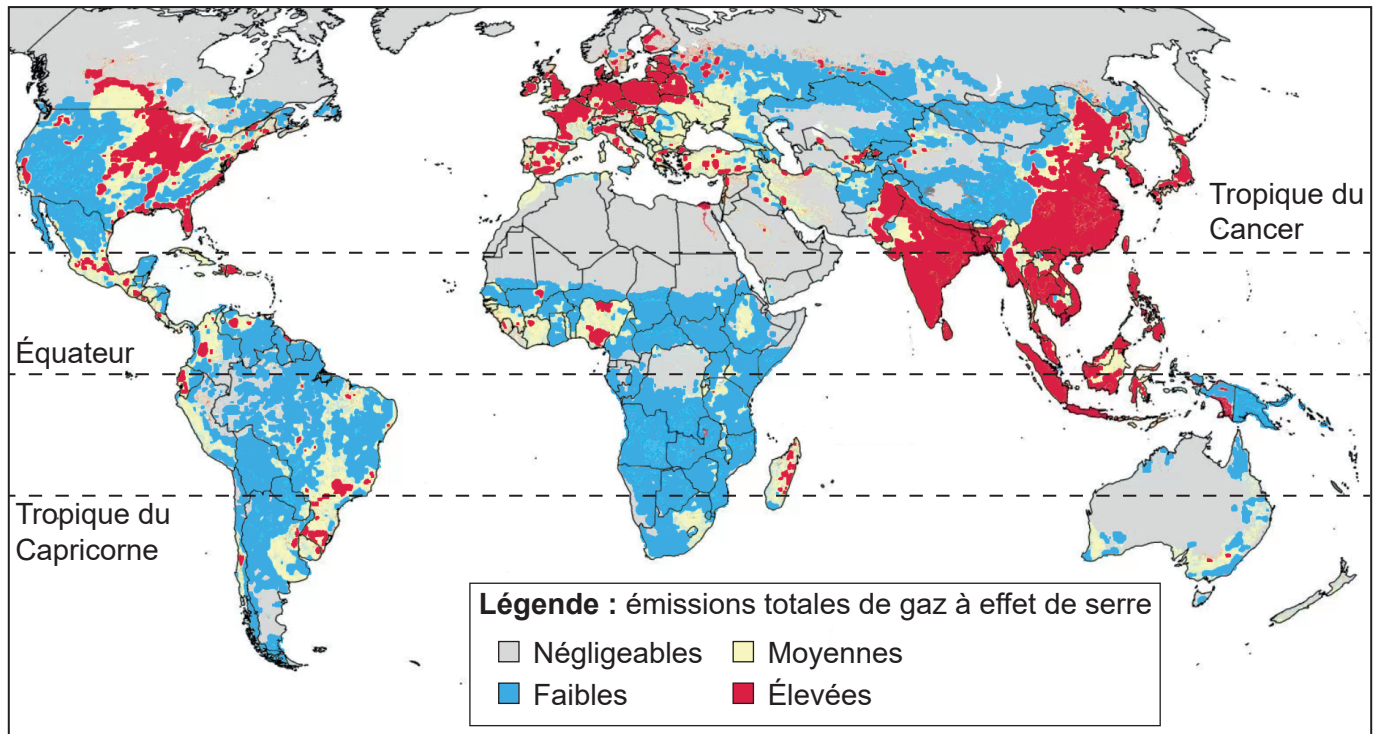 Tropique du
Cancer
Équateur
Tropique du
Capricorne
Légende : émissions totales de gaz à effet de serre
Négligeables
Moyennes
Faibles
Élevées